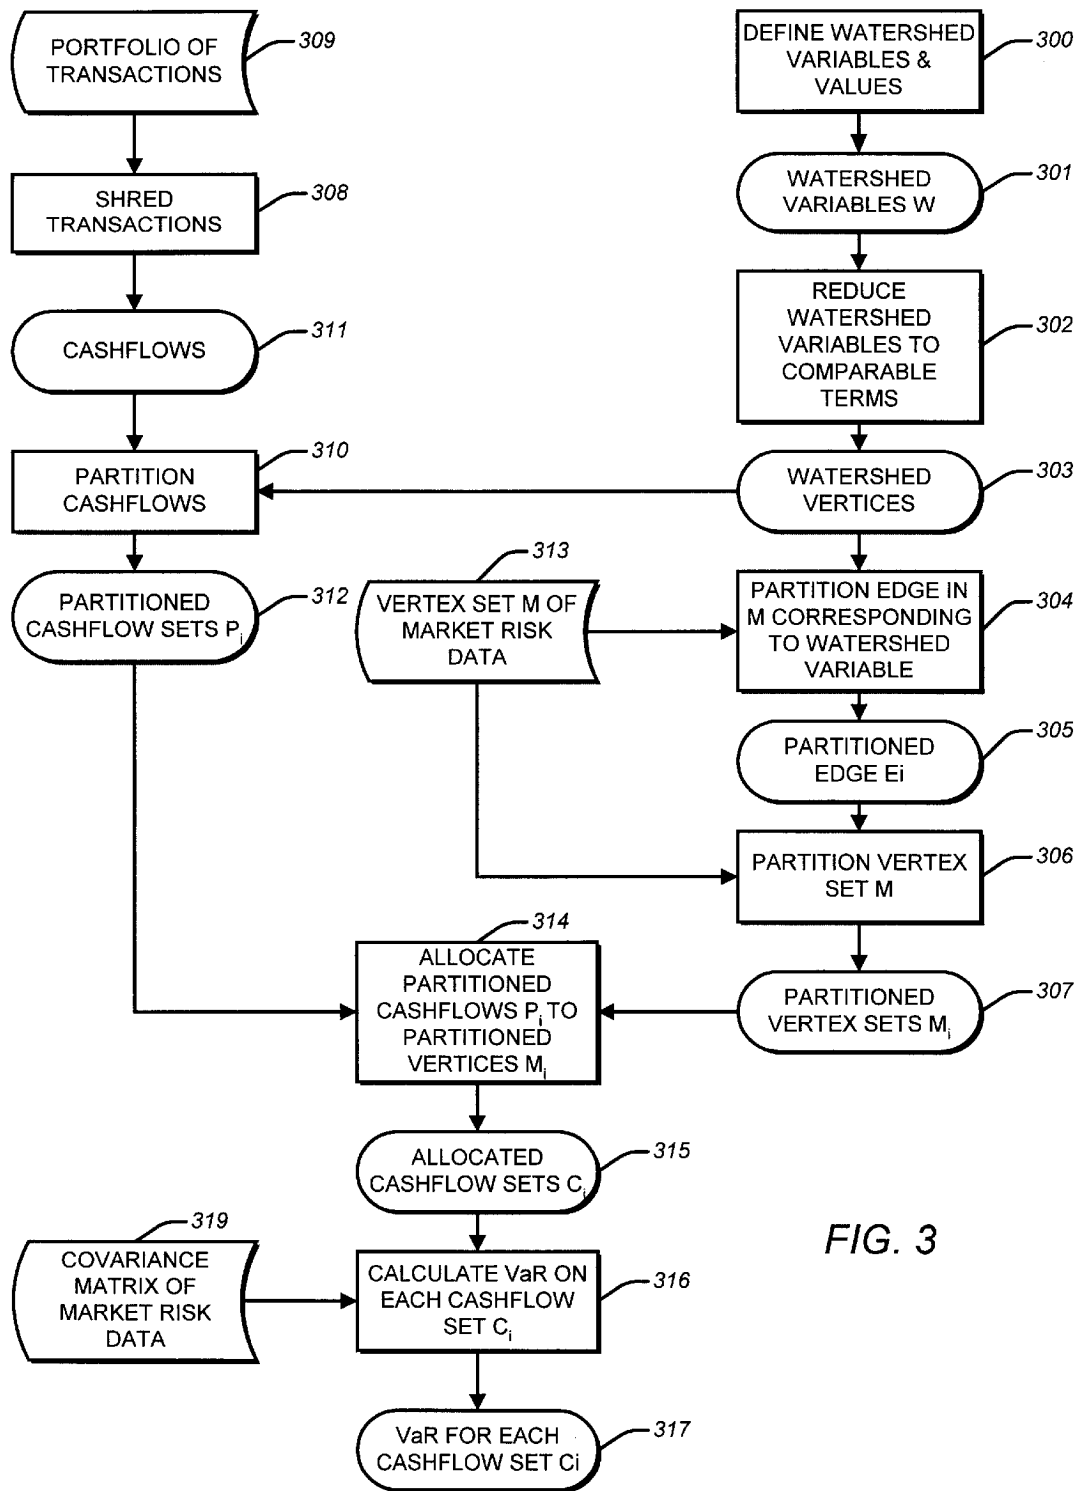 PORTFOLIO OF
TRANSACTIONS
309
DEFINE WATERSHED
VARIABLES &
VALUES
300
WATERSHED
VARIABLES W
301
SHRED
TRANSACTIONS
308
REDUCE
WATERSHED
VARIABLES TO
COMPARABLE
TERMS
302
CASHFLOWS
311
PARTITION
CASHFLOWS
310
WATERSHED
VERTICES
303
PARTITIONED
CASHFLOW SETS Pi
312
VERTEX SET M OF
MARKET RISK
DATA
313
PARTITION EDGE IN
M CORRESPONDING
TO WATERSHED
VARIABLE
304
PARTITIONED
EDGE Ei
305
PARTITION VERTEX
SET M
306
ALLOCATE
PARTITIONED
CASHFLOWS Pi TO
PARTITIONED
VERTICES Mi
314
PARTITIONED
VERTEX SETS Mi
307
ALLOCATED
CASHFLOW SETS Ci
315
COVARIANCE
MATRIX OF
MARKET RISK
DATA
319
CALCULATE VaR ON
EACH CASHFLOW
SET Ci
316
VaR FOR EACH
CASHFLOW SET Ci
317
FIG. 3